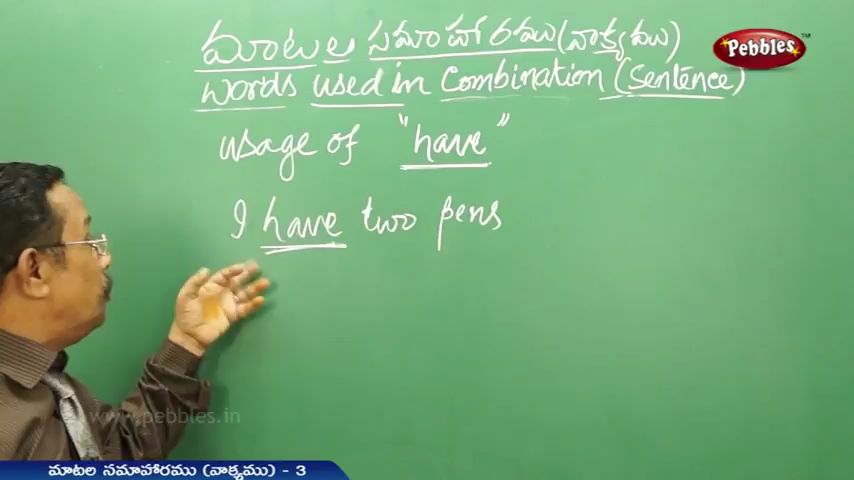 మాటల సమాహారము (వాక్యము)
words used in Combination (Sentence)
usage of "have"
I have two pens
Pebbles™
www.pebbles.in
మాటల సమాహారము (వాక్యము) - 3